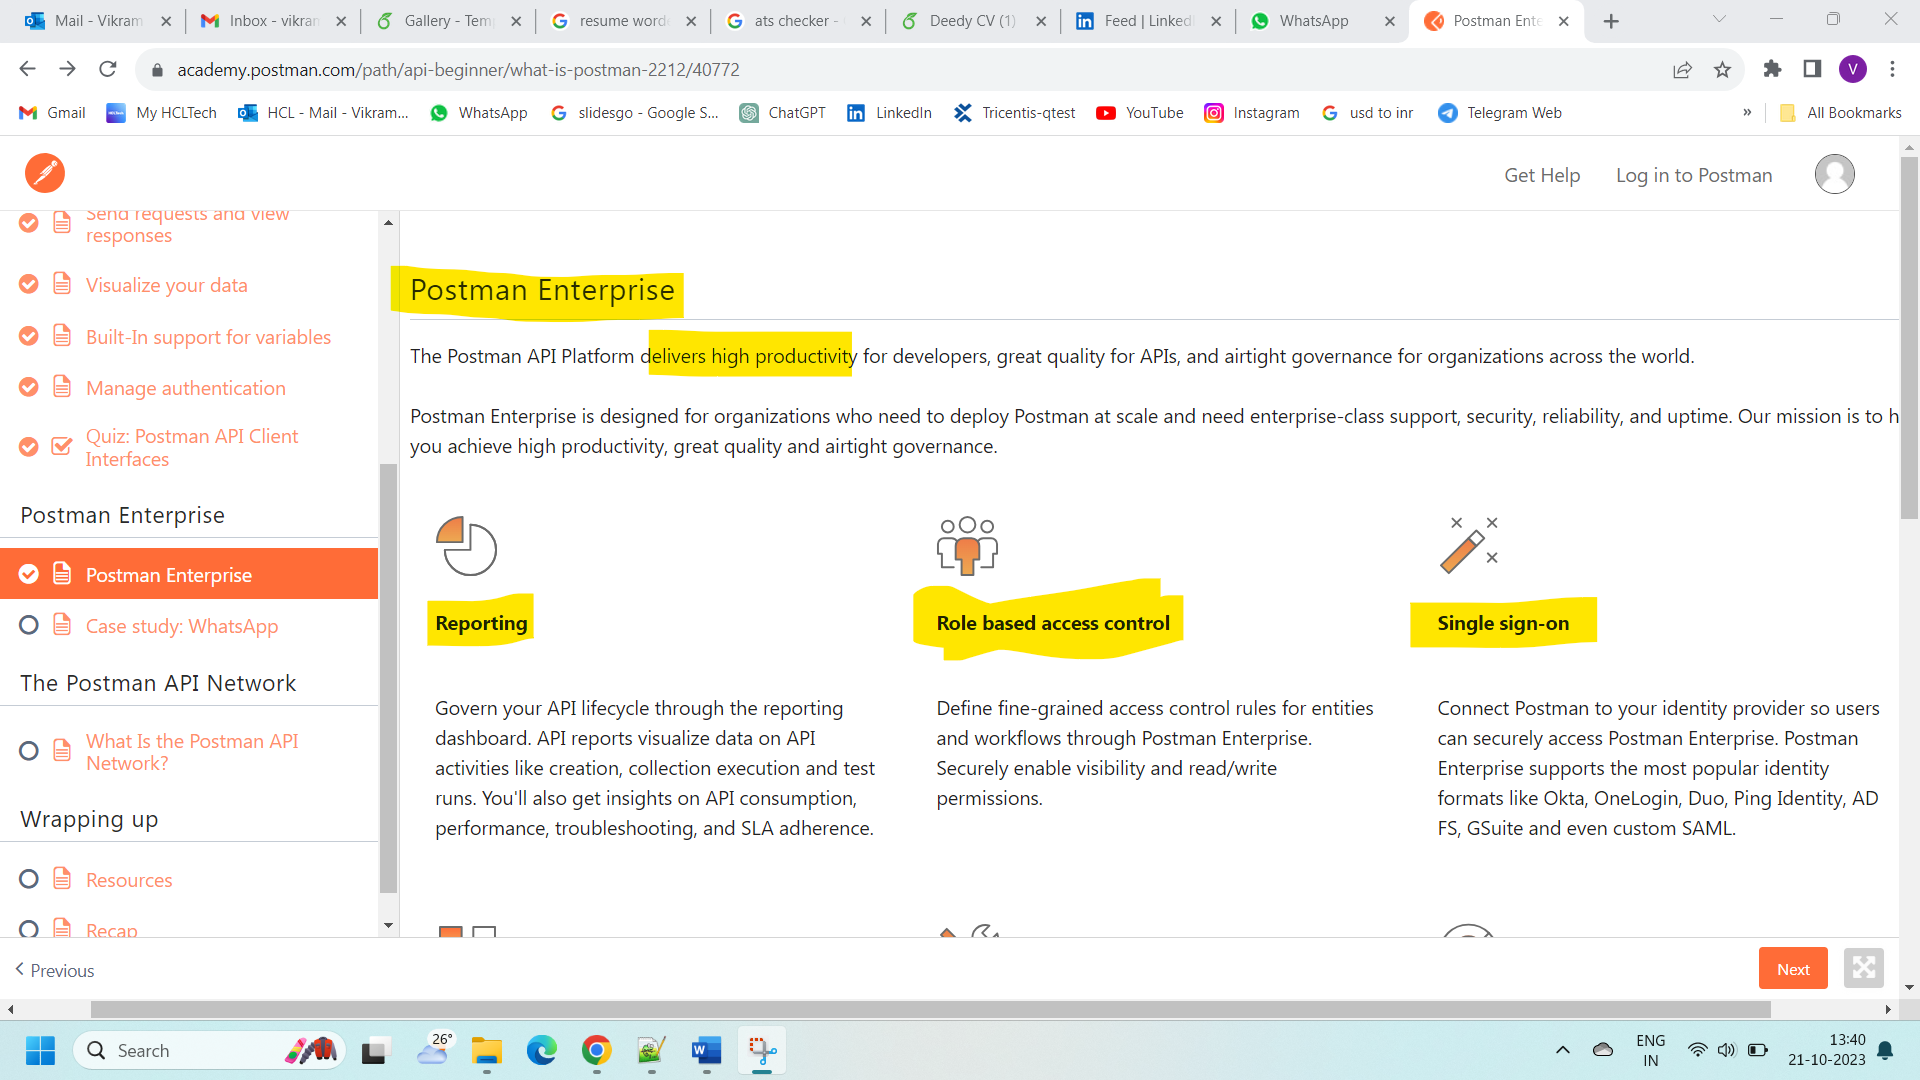 Mail - Vikram
Inbox - vikran
Gallery - Temp
resume worde
ats checker -
Deedy CV (1)
Feed | LinkedI
WhatsApp
Postman Ente
academy.postman.com/path/api-beginner/what-is-postman-2212/40772
V
Gmail
My HCLTech
HCL - Mail - Vikram...
WhatsApp
slidesgo - Google S...
ChatGPT
LinkedIn
Tricentis-qtest
YouTube
Instagram
usd to inr
Telegram Web
»
All Bookmarks
Get Help
Log in to Postman
Send requests and view
responses
Visualize your data
Built-In support for variables
Manage authentication
Quiz: Postman API Client
Interfaces
Postman Enterprise
Postman Enterprise
Case study: WhatsApp
The Postman API Network
What Is the Postman API
Network?
Wrapping up
Resources
Recap
Postman Enterprise
The Postman API Platform delivers high productivity for developers, great quality for APIs, and airtight governance for organizations across the world.
Postman Enterprise is designed for organizations who need to deploy Postman at scale and need enterprise-class support, security, reliability, and uptime. Our mission is to h
you achieve high productivity, great quality and airtight governance.
Reporting
Govern your API lifecycle through the reporting
dashboard. API reports visualize data on API
activities like creation, collection execution and test
runs. You'll also get insights on API consumption,
performance, troubleshooting, and SLA adherence.
Role based access control
Define fine-grained access control rules for entities
and workflows through Postman Enterprise.
Securely enable visibility and read/write
permissions.
Single sign-on
Connect Postman to your identity provider so users
can securely access Postman Enterprise. Postman
Enterprise supports the most popular identity
formats like Okta, OneLogin, Duo, Ping Identity, AD
FS, GSuite and even custom SAML.
Previous
Next
Search
26°
ENG
IN
13:40
21-10-2023